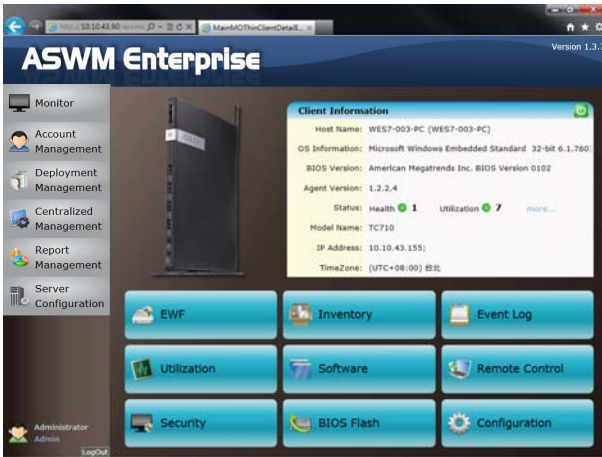 MainMOThinClientDetail...
ASWM Enterprise
Version 1.3.
Monitor
Account
Management
Deployment
Management
Centralized
Management
Report
Management
Server
Configuration
Administrator
Admin
LogOut
Client Information
Host Name: WES7-003-PC (WES7-003-PC)
OS Information: Microsoft Windows Embedded Standard 32-bit 6.1.760
BIOS Version: American Megatrends Inc. BIOS Version 0102
Agent Version: 1.2.2.4
Status: Health 1 Utilization 7 more...
Model Name: TC710
IP Address: 10.10.43.155;
TimeZone: (UTC+08:00) 台北
EWF
Inventory
Event Log
Utilization
Software
Remote Control
Security
BIOS Flash
Configuration